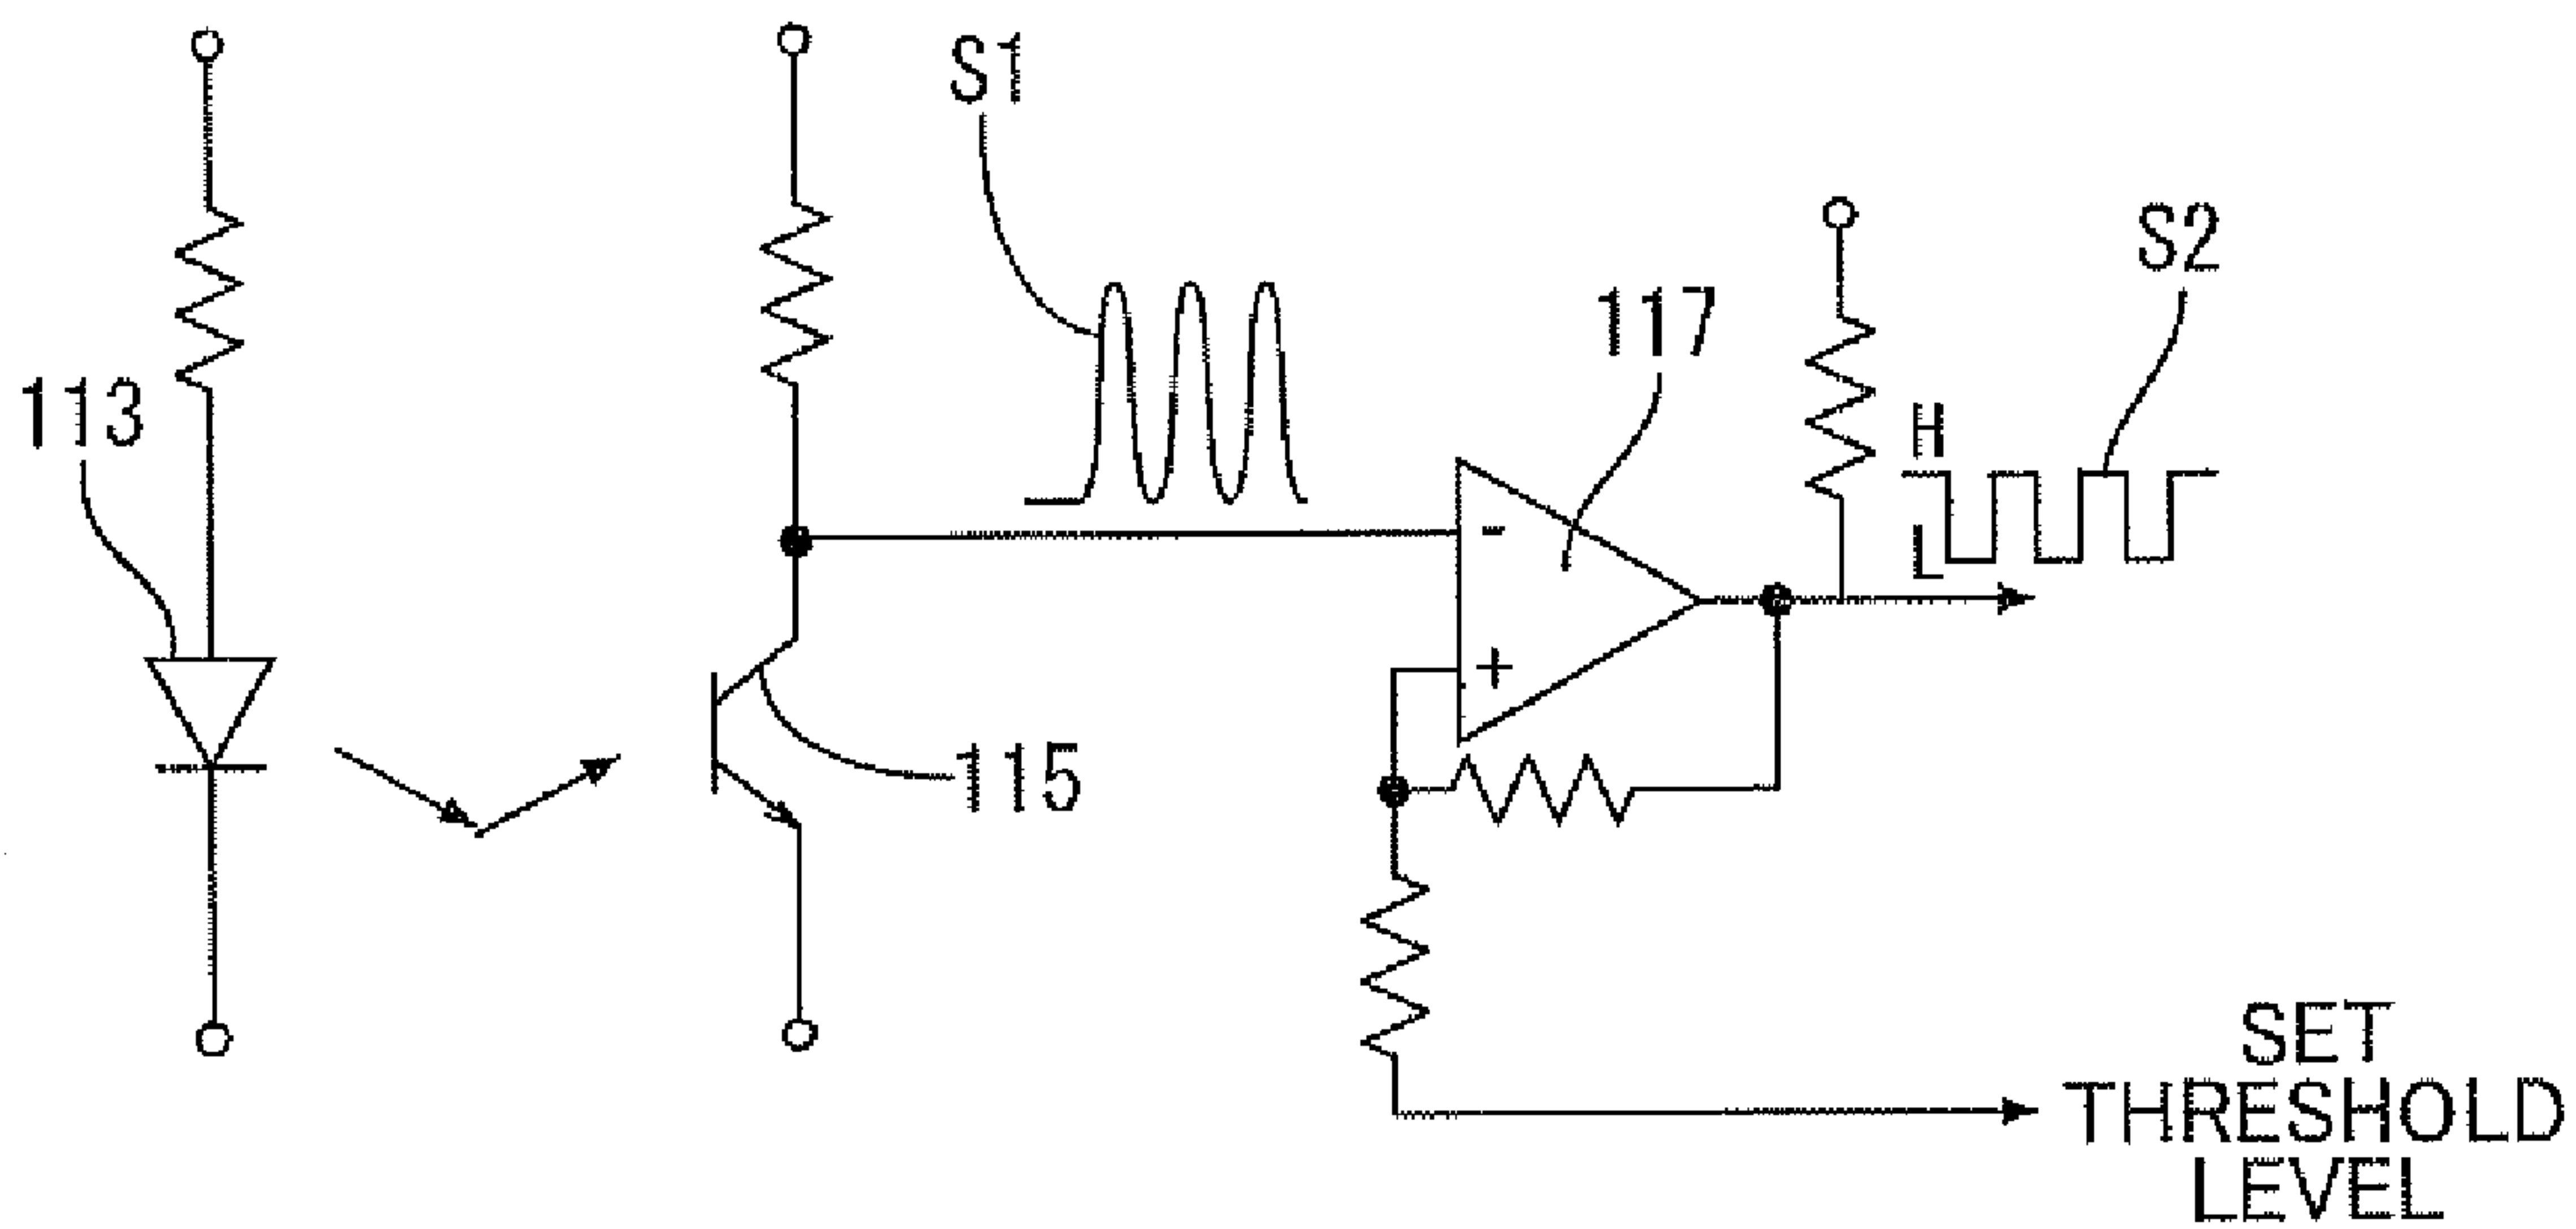 S1
S2
117
113
H
L
-
+
115
SET
THRESHOLD
LEVEL